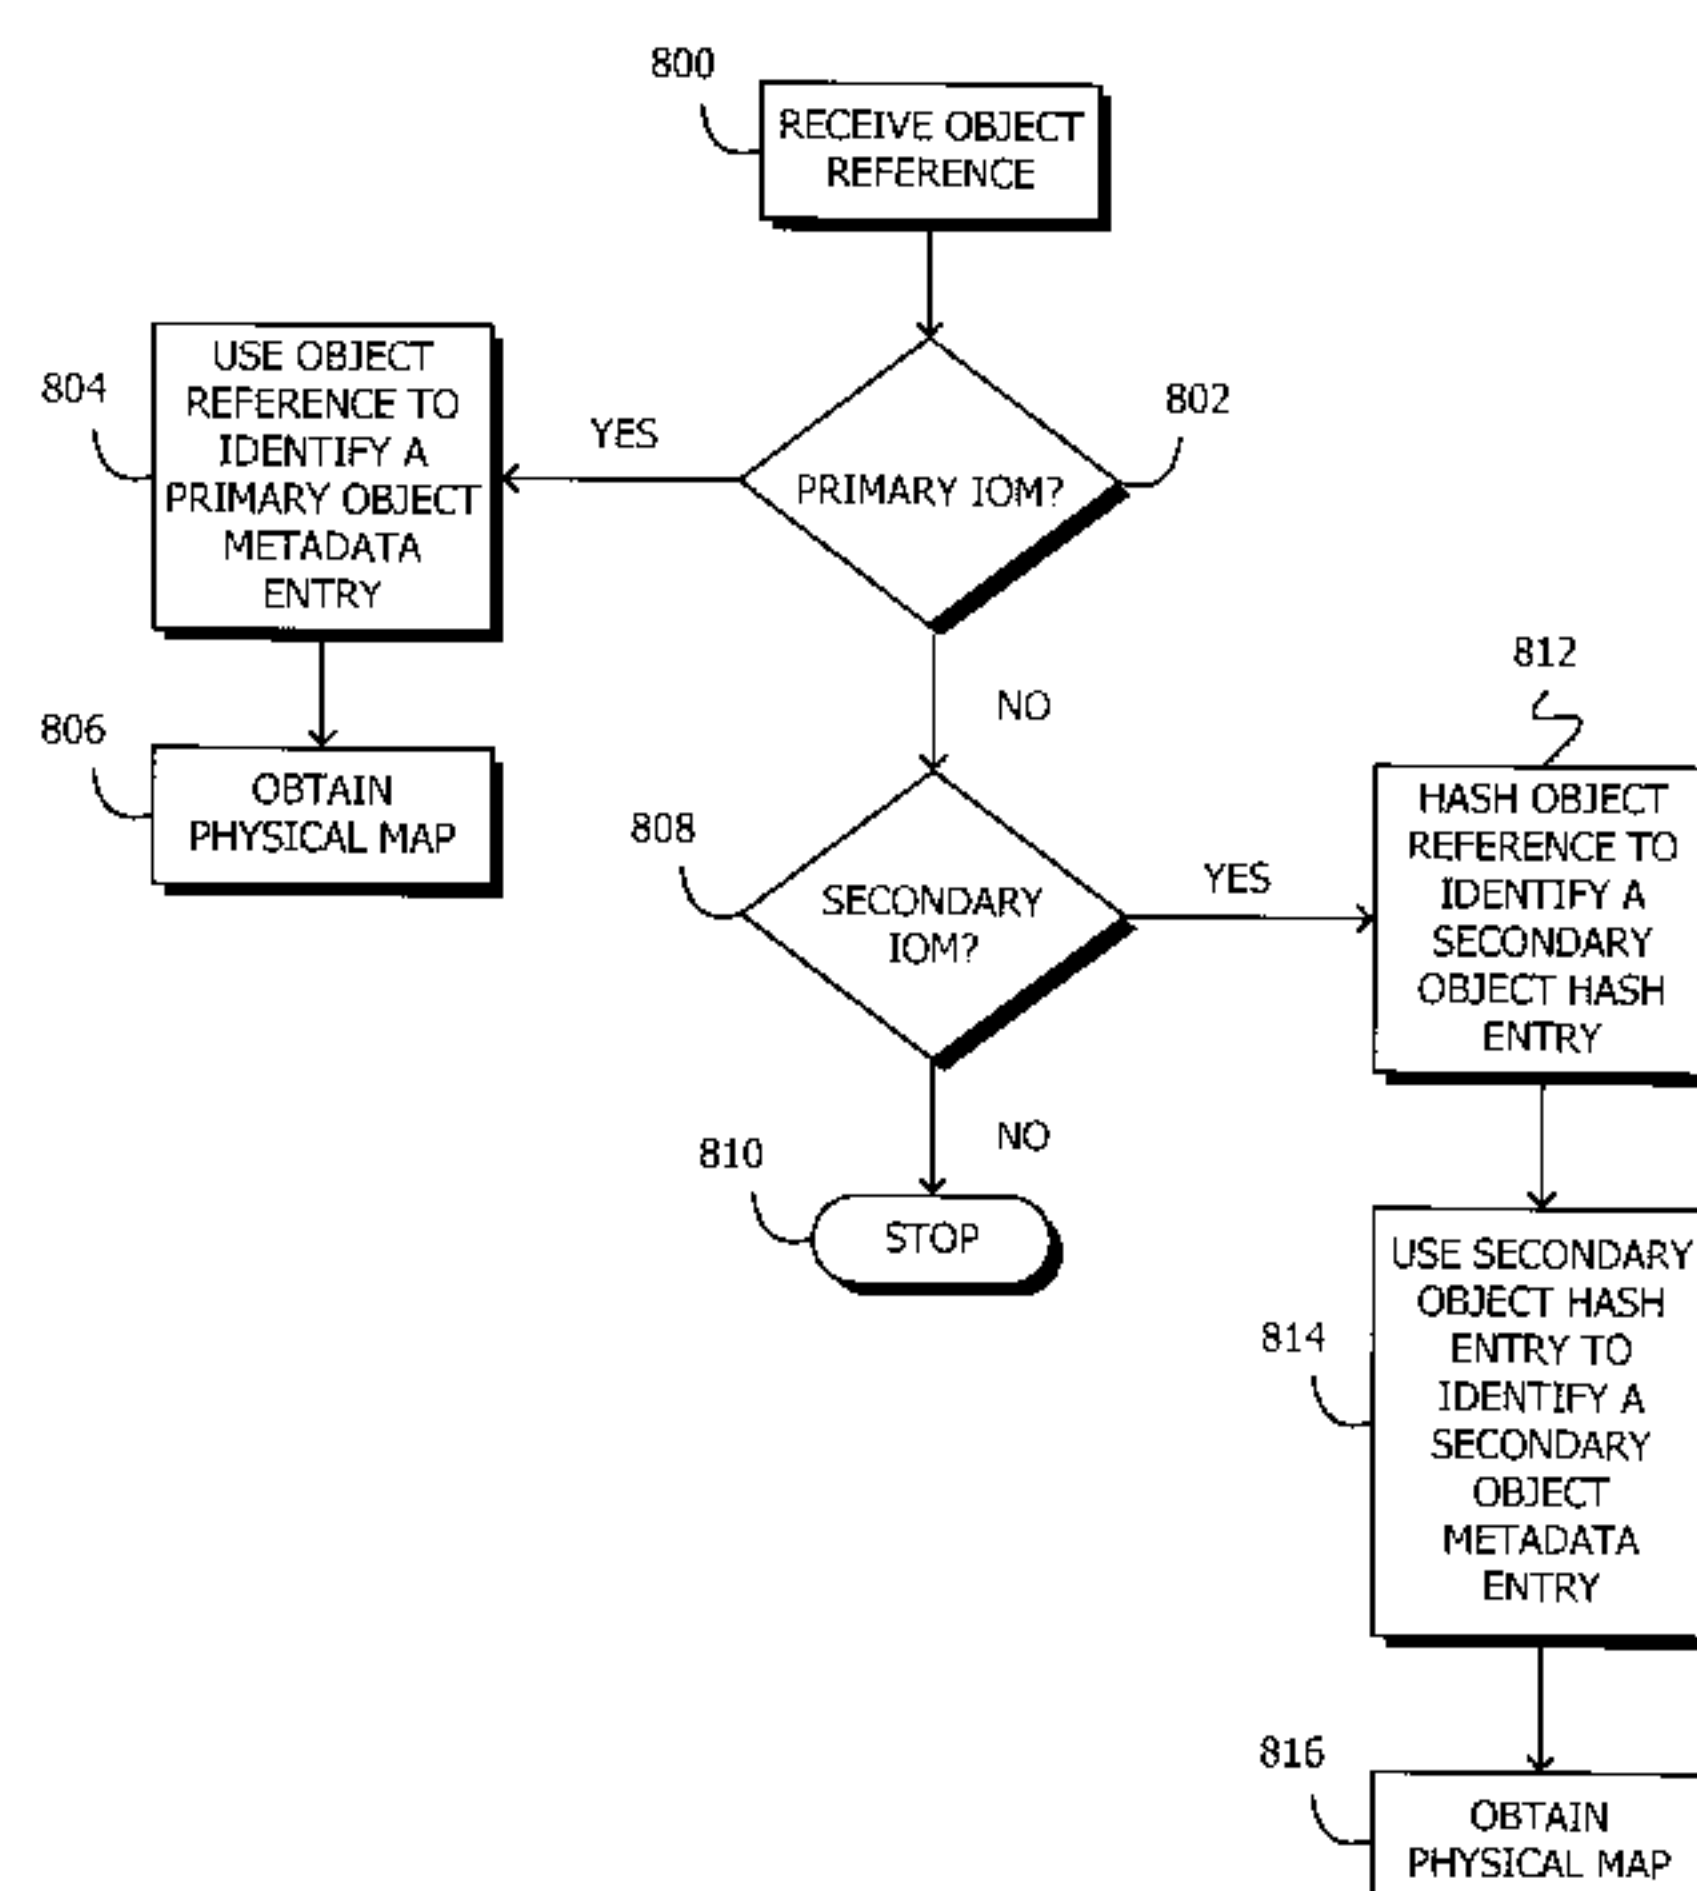 800
RECEIVE OBJECT
REFERENCE
804
USE OBJECT
REFERENCE TO
IDENTIFY A
PRIMARY OBJECT
METADATA
ENTRY
YES
PRIMARY IOM?
802
NO
806
OBTAIN
PHYSICAL MAP
808
SECONDARY
IOM?
YES
812
HASH OBJECT
REFERENCE TO
IDENTIFY A
SECONDARY
OBJECT HASH
ENTRY
NO
810
STOP
814
USE SECONDARY
OBJECT HASH
ENTRY TO
IDENTIFY A
SECONDARY
OBJECT
METADATA
ENTRY
816
OBTAIN
PHYSICAL MAP